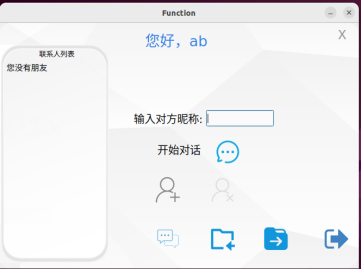 Function
您好，ab
X
联系人列表
您没有朋友
输入对方昵称:
开始对话